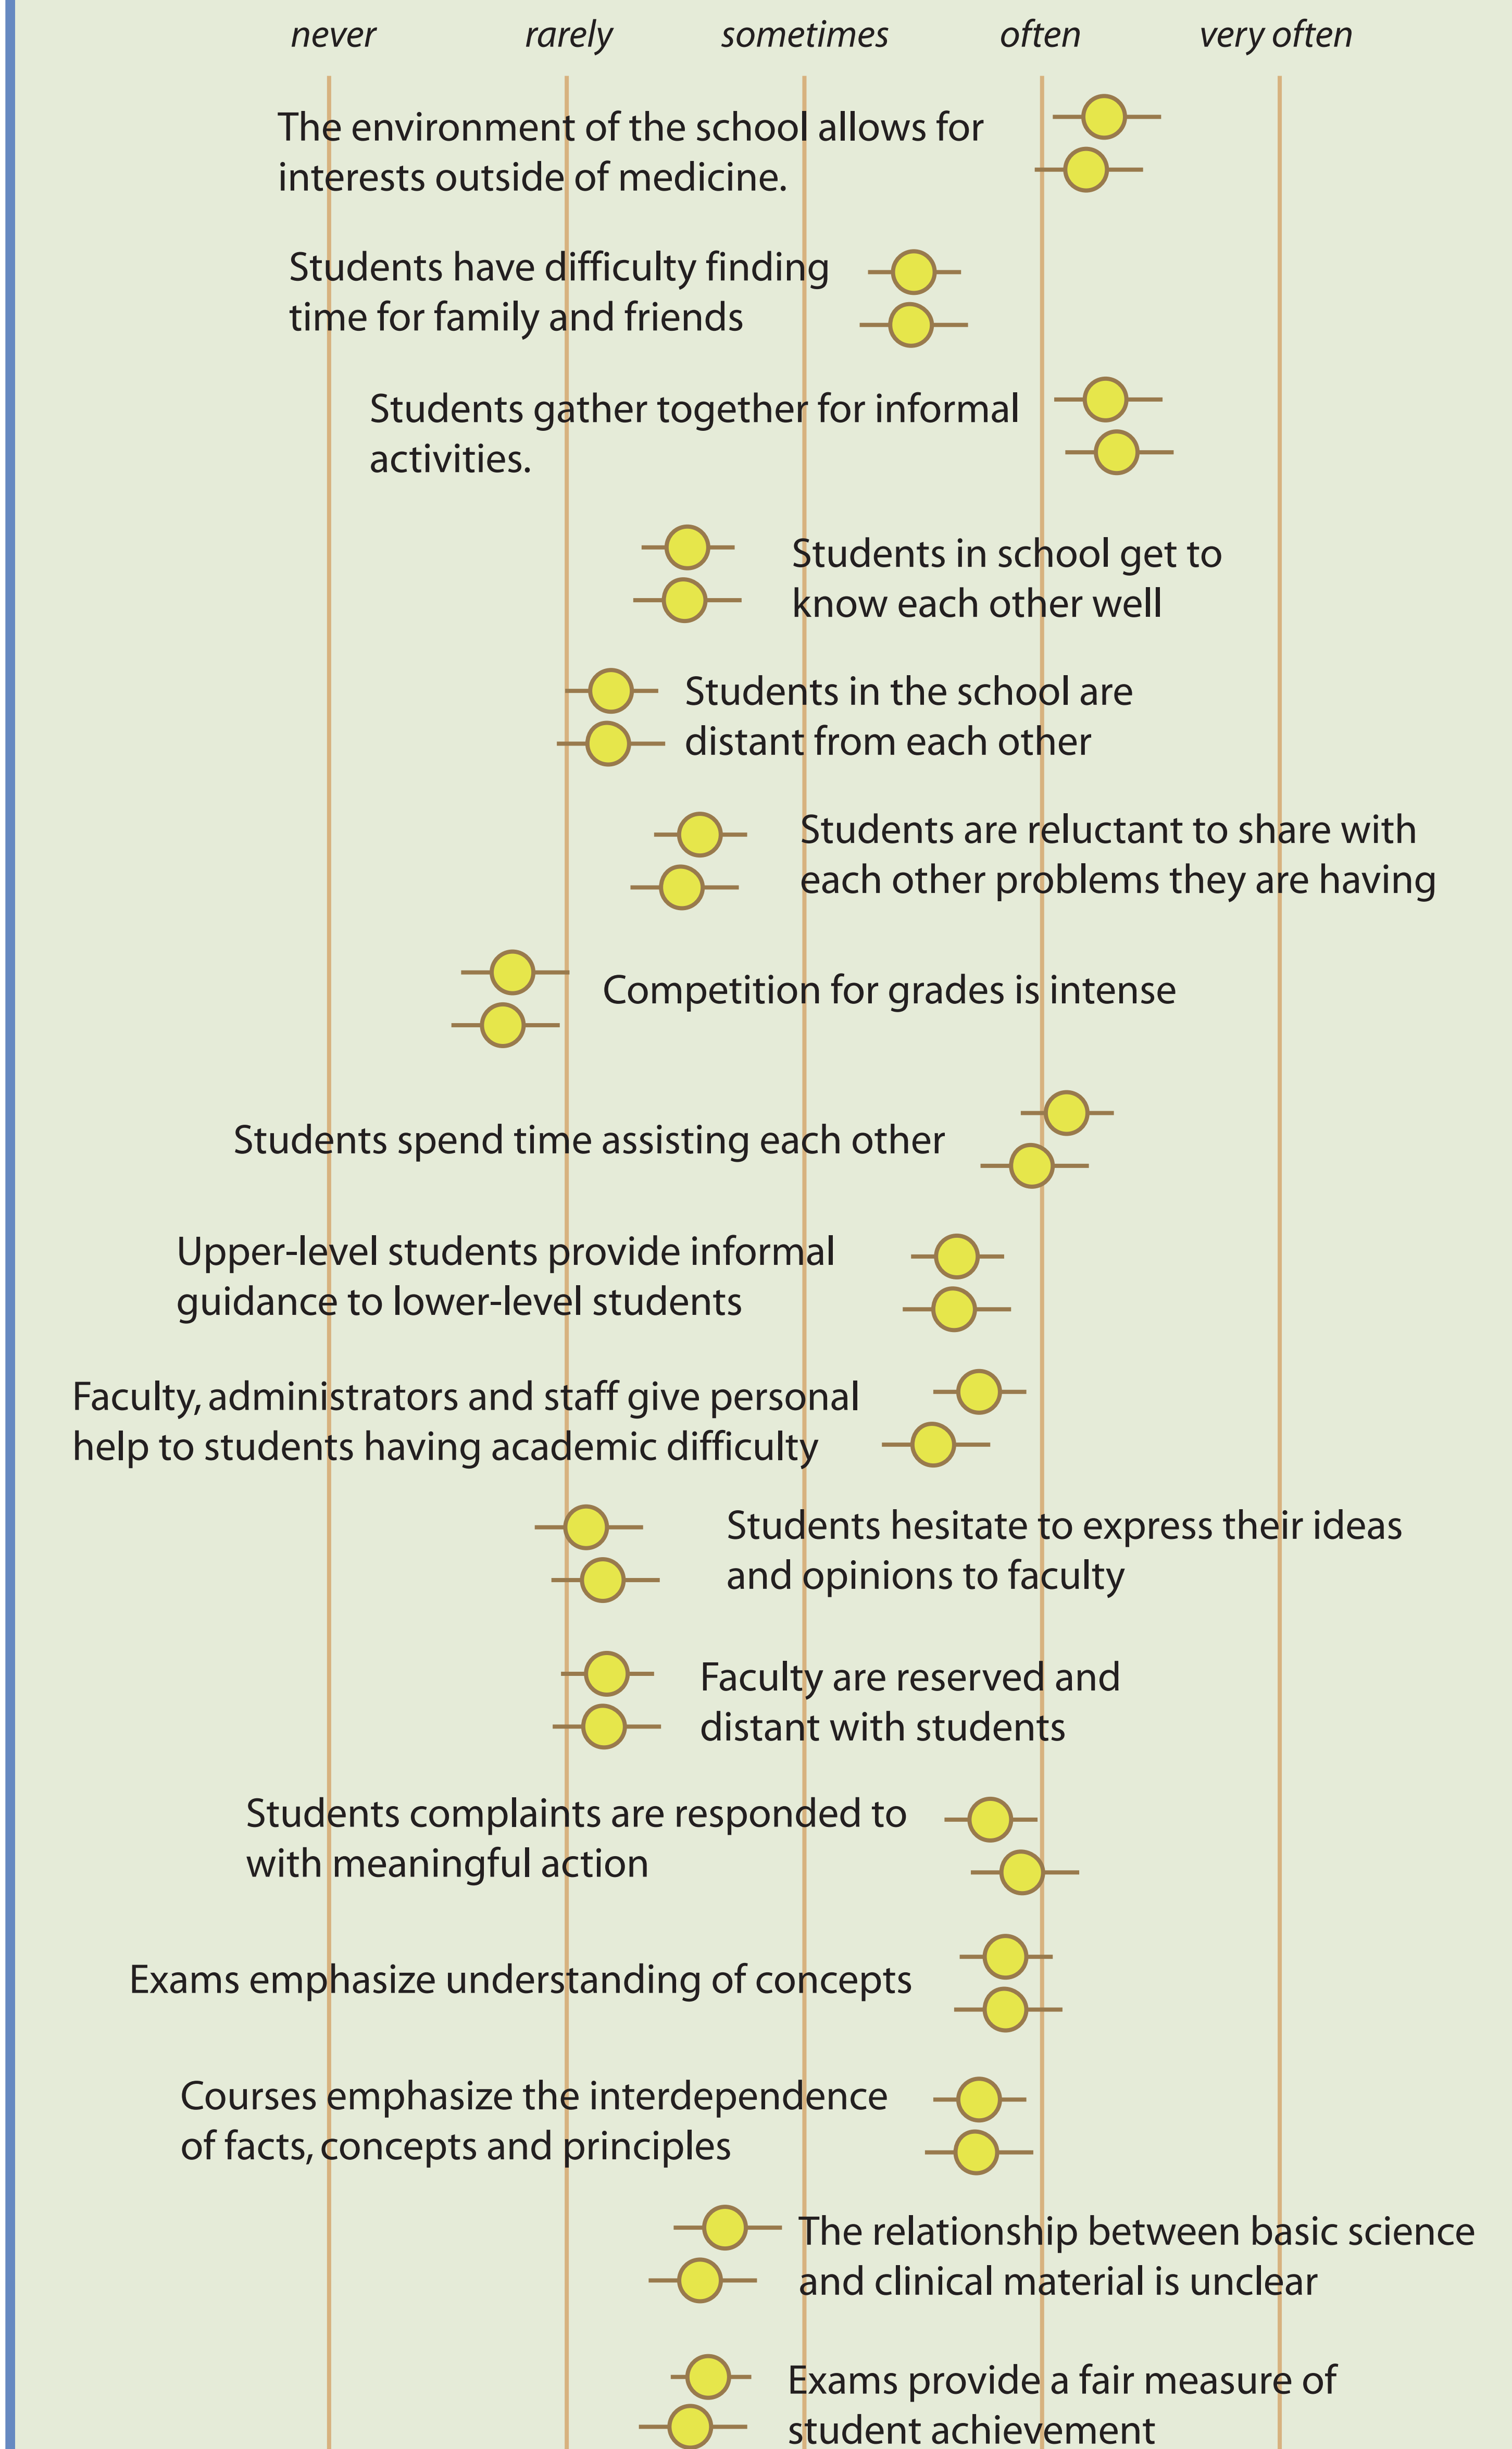 never rarely sometimes often very often
The environment of the school allows for
interests outside of medicine.
Students have difficulty finding
time for family and friends
Students gather together for informal
activities.
Students in school get to
know each other well
Students in the school are
distant from each other
Students are reluctant to share with
each other problems they are having
Competition for grades is intense
Students spend time assisting each other
Upper-level students provide informal
guidance to lower-level students
Faculty, administrators and staff give personal
help to students having academic difficulty
Students hesitate to express their ideas
and opinions to faculty
Faculty are reserved and
distant with students
Students complaints are responded to
with meaningful action
Exams emphasize understanding of concepts
Courses emphasize the interdependence
of facts, concepts and principles
The relationship between basic science
and clinical material is unclear
Exams provide a fair measure of
student achievement